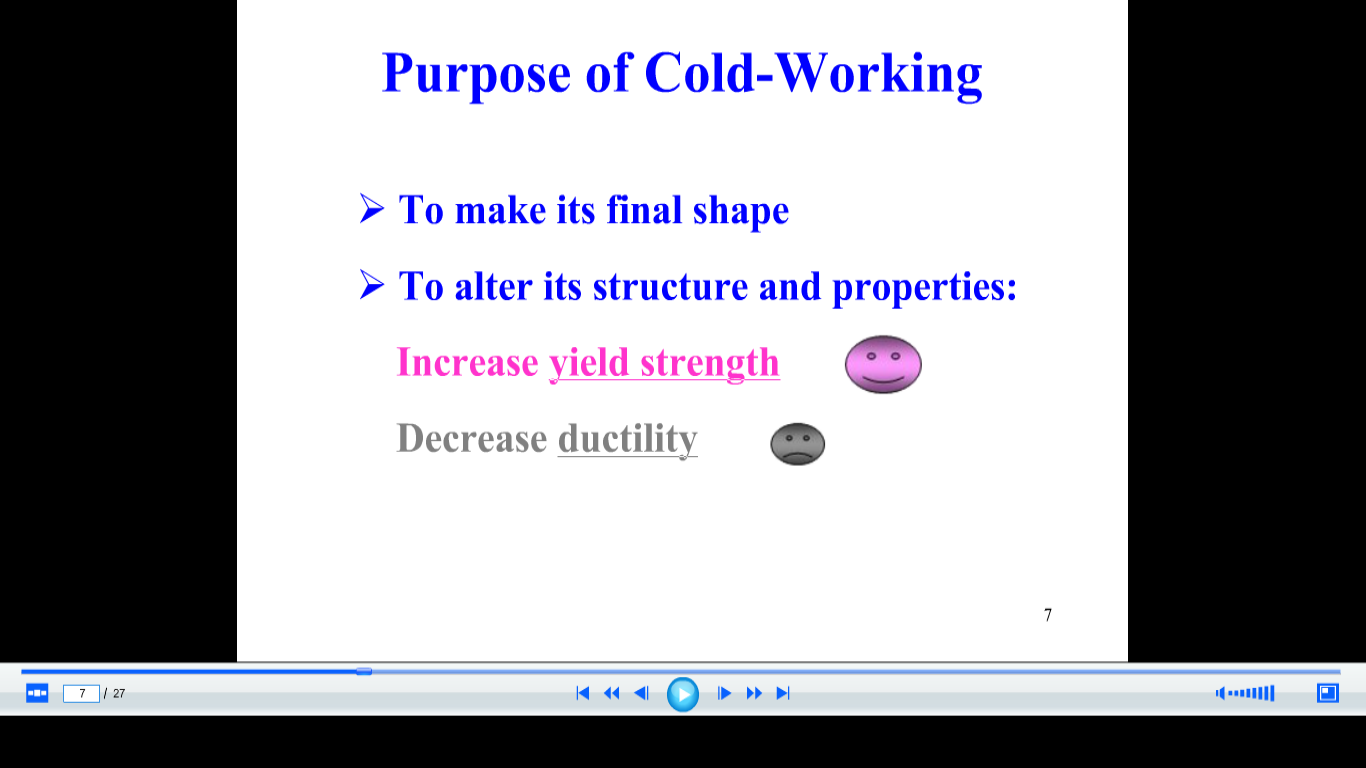 Purpose of Cold-Working
➢ To make its final shape
➢ To alter its structure and properties:
Increase yield strength
Decrease ductility
7
7 / 27